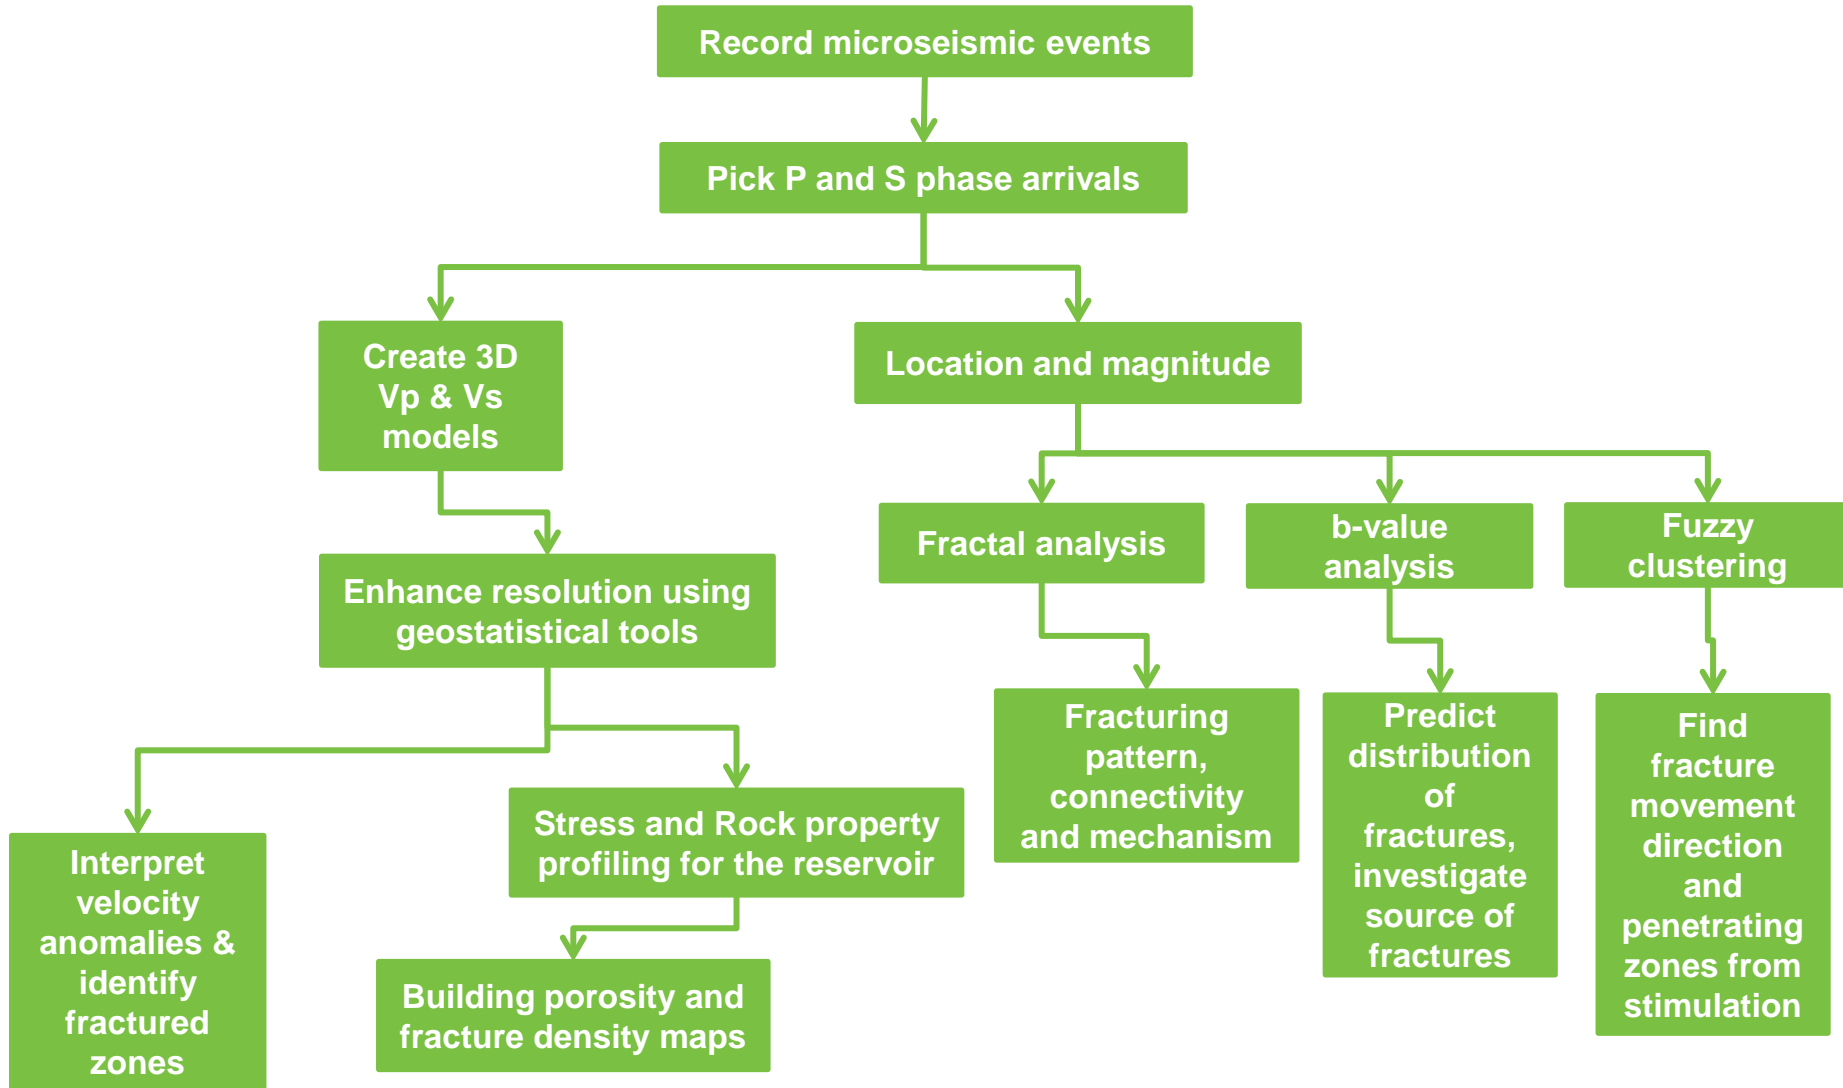 Record microseismic events
Pick P and S phase arrivals
Create 3D
Vp & Vs
models
Location and magnitude
Fractal analysis
b-value
analysis
Fuzzy
clustering
Enhance resolution using
geostatistical tools
Fracturing
pattern,
connectivity
and mechanism
Predict
distribution
of
fractures,
investigate
source of
fractures
Find
fracture
movement
direction
and
penetrating
zones from
stimulation
Stress and Rock property
profiling for the reservoir
Interpret
velocity
anomalies &
identify
fractured
zones
Building porosity and
fracture density maps